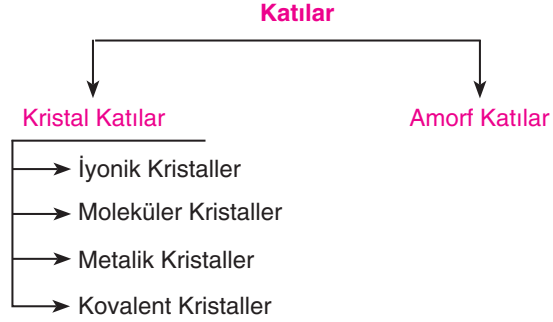 Katılar
Kristal Katılar
Amorf Katılar
İyonik Kristaller
Moleküler Kristaller
Metalik Kristaller
Kovalent Kristaller